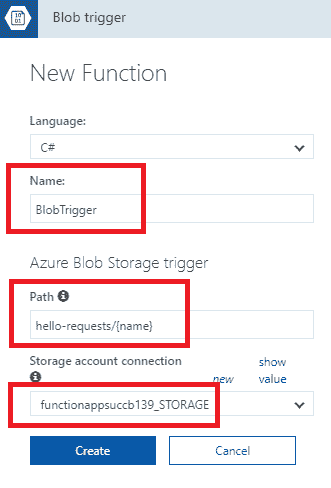 Blob trigger
New Function
Language:
C#
Name:
BlobTrigger
Azure Blob Storage trigger
Path
hello-requests/{name}
Storage account connection
new
show value
functionappsuccb139_STORAGE
Create Cancel